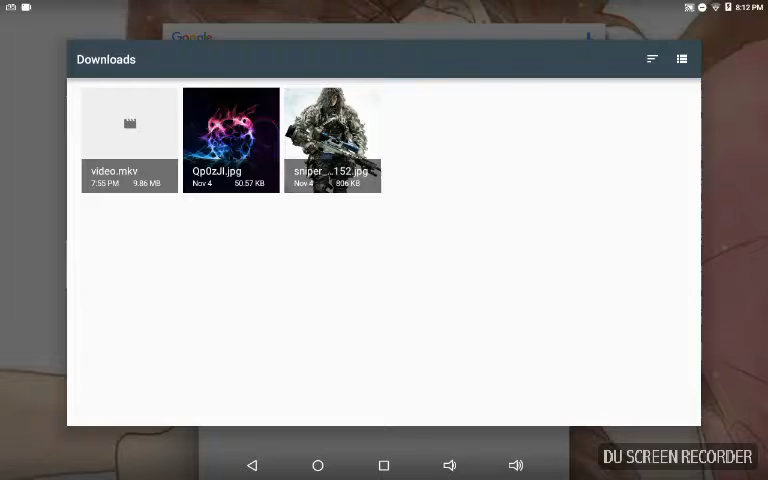 8:12 PM
Google
Downloads
video.mkv
7:55 PM 9.86 MB
Qp0zJl.jpg
Nov 4 50.57 KB
sniper_...152.jpg
Nov 4 806 KB
DU SCREEN RECORDER